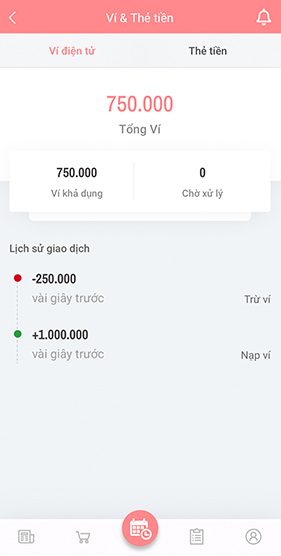 Ví & Thẻ tiền
Ví điện tử
Thẻ tiền
750.000
Tổng Ví
750.000
0
Ví khả dụng
Chờ xử lý
Lịch sử giao dịch
-250.000
vài giây trước
Trừ ví
+1.000.000
vài giây trước
Nạp ví